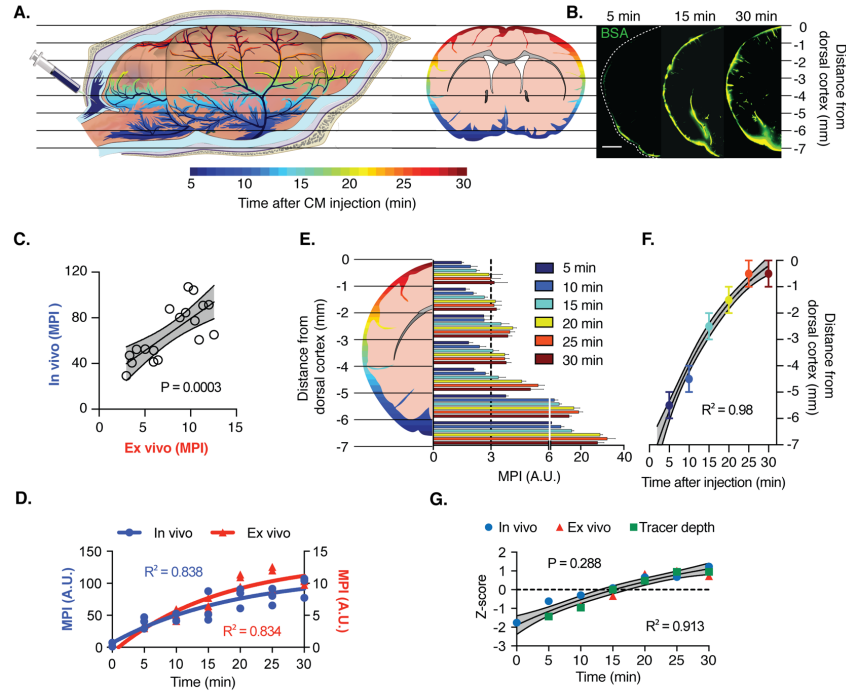 A.
B.
5 min
15 min
30 min
BSA
0
-1
-2
-3
-4
-5
-6
-7
Distance from
dorsal cortex (mm)
5
10
15
20
25
30
Time after CM injection (min)
C.
120
80
40
0
0
5
10
15
In vivo (MPI)
P = 0.0003
Ex vivo (MPI)
E.
0
-1
-2
-3
-4
-5
-6
-7
Distance from
dorsal cortex (mm)
5 min
10 min
15 min
20 min
25 min
30 min
0
3
6
20
40
MPI (A.U.)
F.
0
-1
-2
-3
-4
-5
-6
-7
Distance from
dorsal cortex (mm)
R² = 0.98
0
5
10
15
20
25
30
Time after injection (min)
D.
In vivo
Ex vivo
150
100
50
0
MPI (A.U.)
R² = 0.838
R² = 0.834
15
10
5
0
MPI (A.U.)
0
5
10
15
20
25
30
Time (min)
G.
In vivo
Ex vivo
Tracer depth
2
1
0
-1
-2
-3
Z-score
P = 0.288
R² = 0.913
0
5
10
15
20
25
30
Time (min)